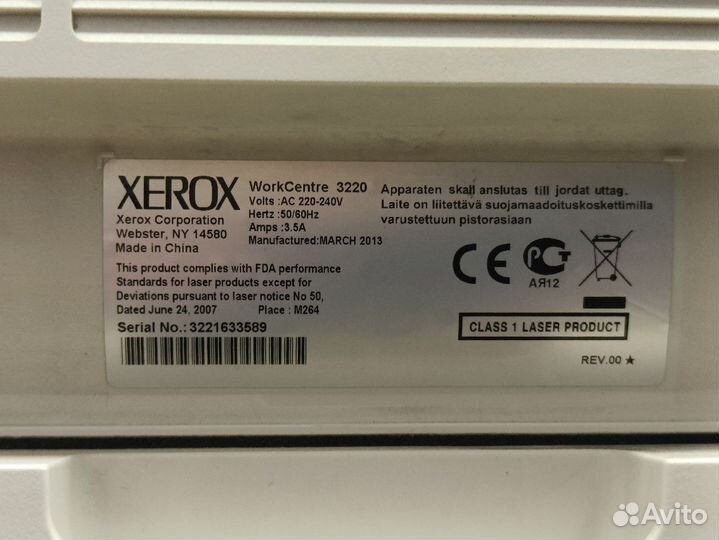 XEROX
WorkCentre 3220
Volts :AC 220-240V
Hertz :50/60Hz
Amps : 3.5A
Manufactured:MARCH 2013
Xerox Corporation
Webster, NY 14580
Made in China
This product complies with FDA performance
Standards for laser products except for
Deviations pursuant to laser notice No 50,
Dated June 24, 2007 Place : M264
Serial No.: 3221633589
Apparaten skall anslutas till jordat uttag.
Laite on liitettävä suojamaadoituskoskettimilla
varustettuun pistorasiaan
CE
РСТ
АЯ12
CLASS 1 LASER PRODUCT
REV.00 ★
Avito